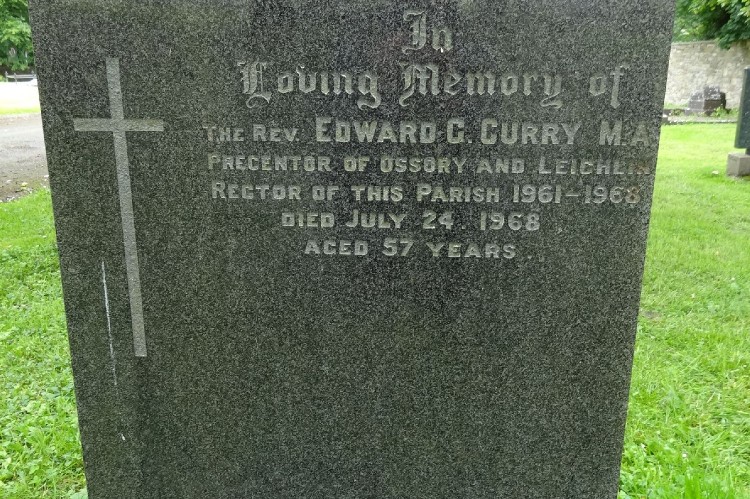 In
Loving Memory of
THE REV. EDWARD G. CURRY M.A.
PRECENTOR OF OSSORY AND LEIGHLIN
RECTOR OF THIS PARISH 1961-1968
DIED JULY 24. 1968
AGED 57 YEARS.